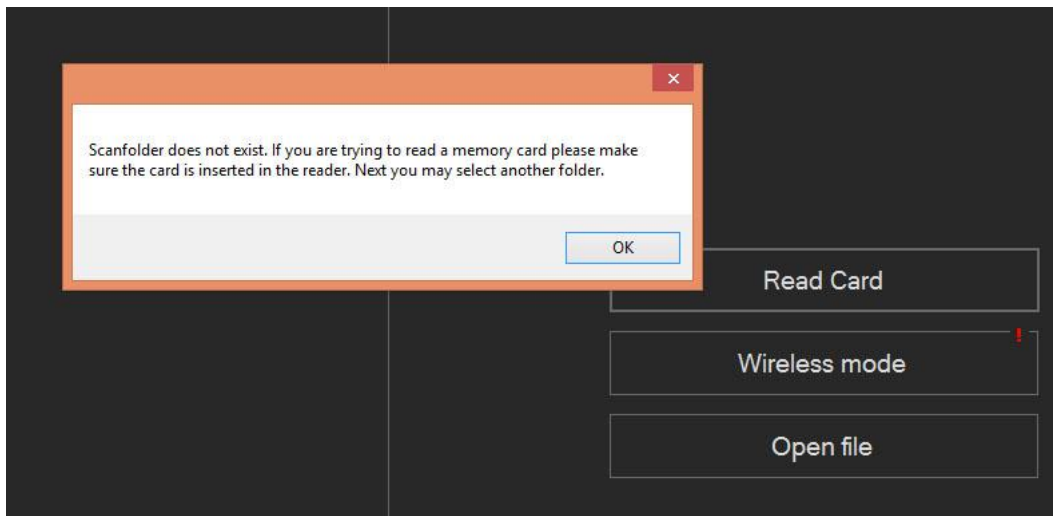 Scanfolder does not exist. If you are trying to read a memory card please make
sure the card is inserted in the reader. Next you may select another folder.
OK
Read Card
!
Wireless mode
Open file